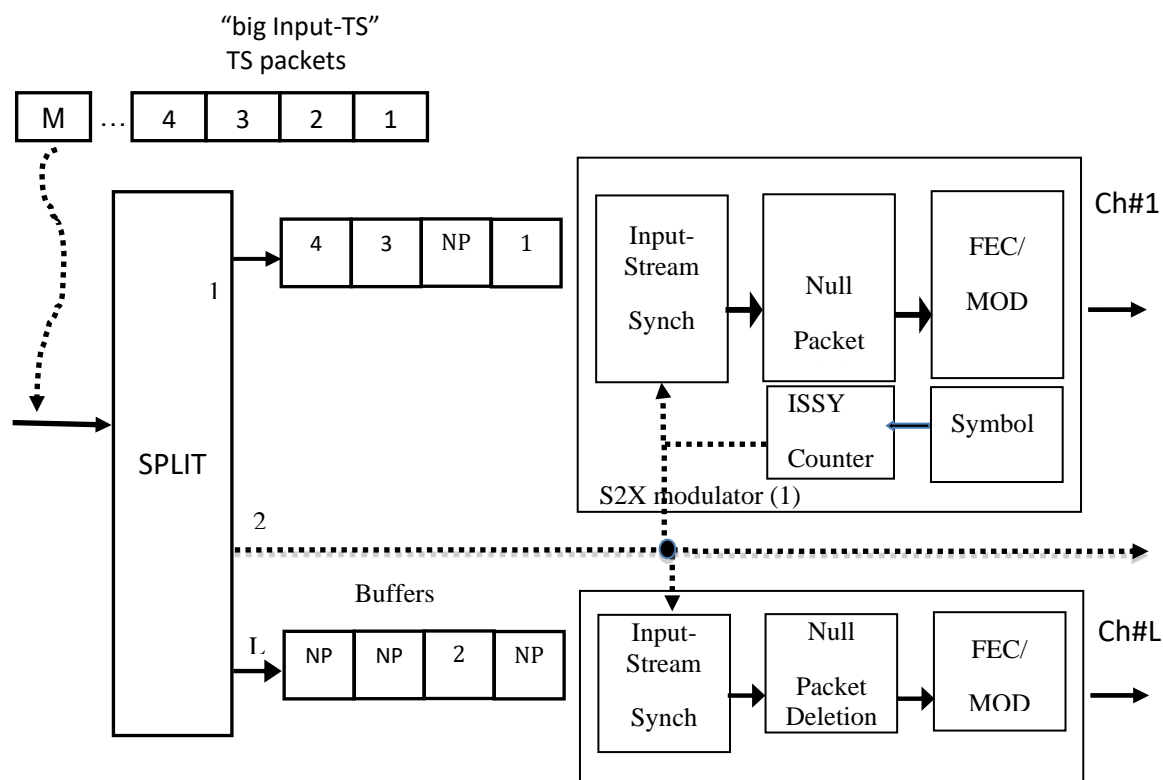 “big Input-TS”
TS packets
M ... 4 3 2 1
Ch#1
4 3 NP 1
Input-
Stream
Synch
Null
Packet
FEC/
MOD
1
ISSY
Counter
Symbol
SPLIT
S2X modulator (1)
2
Buffers
L
NP NP 2 NP
Input-
Stream
Synch
Null
Packet
Deletion
FEC/
MOD
Ch#L